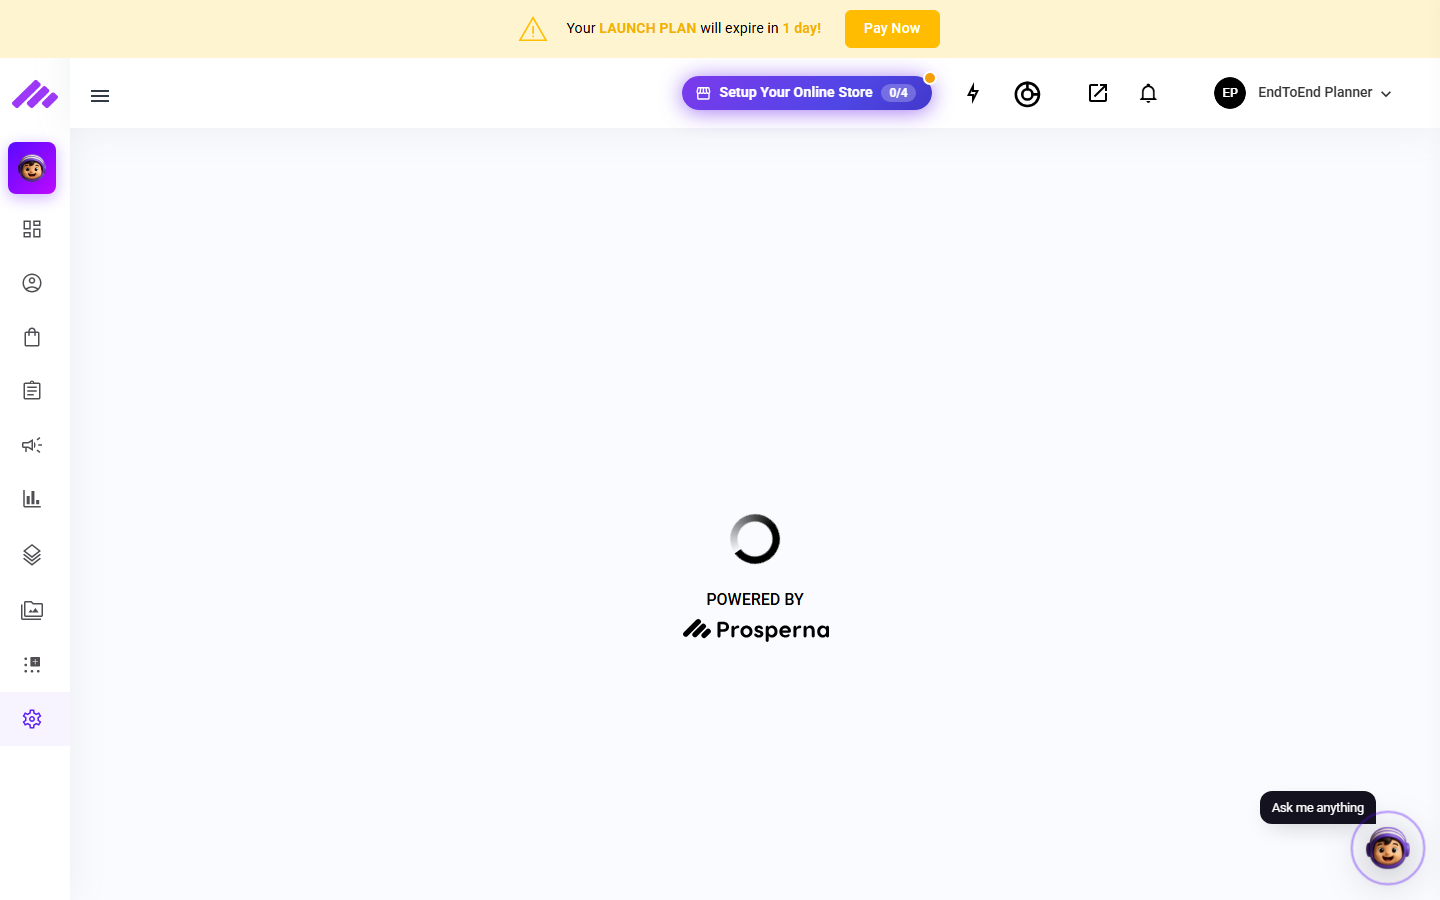 Your LAUNCH PLAN will expire in 1 day!
Pay Now
Setup Your Online Store 0/4
EP
EndToEnd Planner
POWERED BY
Prosperna
Ask me anything